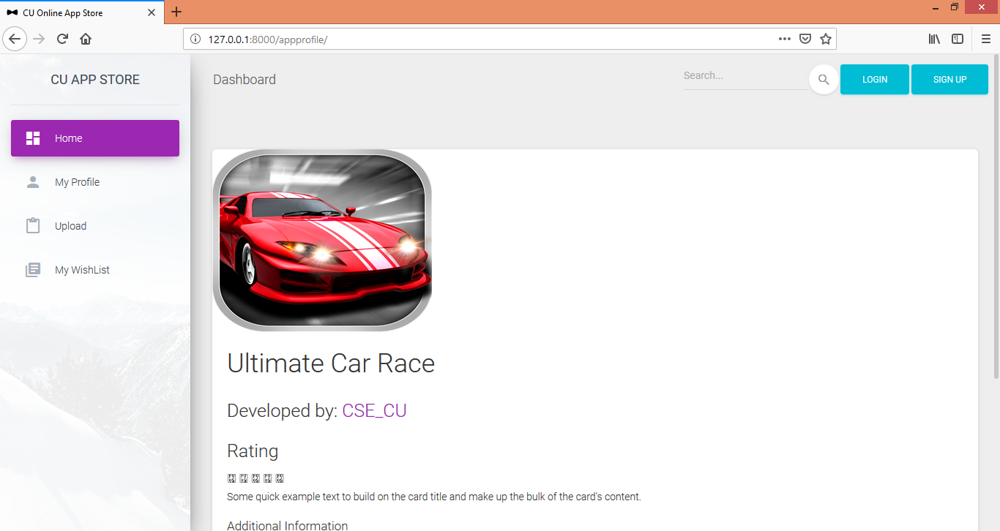 CU Online App Store
127.0.0.1:8000/appprofile/
CU APP STORE
Dashboard
Search...
LOGIN
SIGN UP
Home
My Profile
Upload
My WishList
Ultimate Car Race
Developed by: CSE_CU
Rating
Some quick example text to build on the card title and make up the bulk of the card's content.
Additional Information